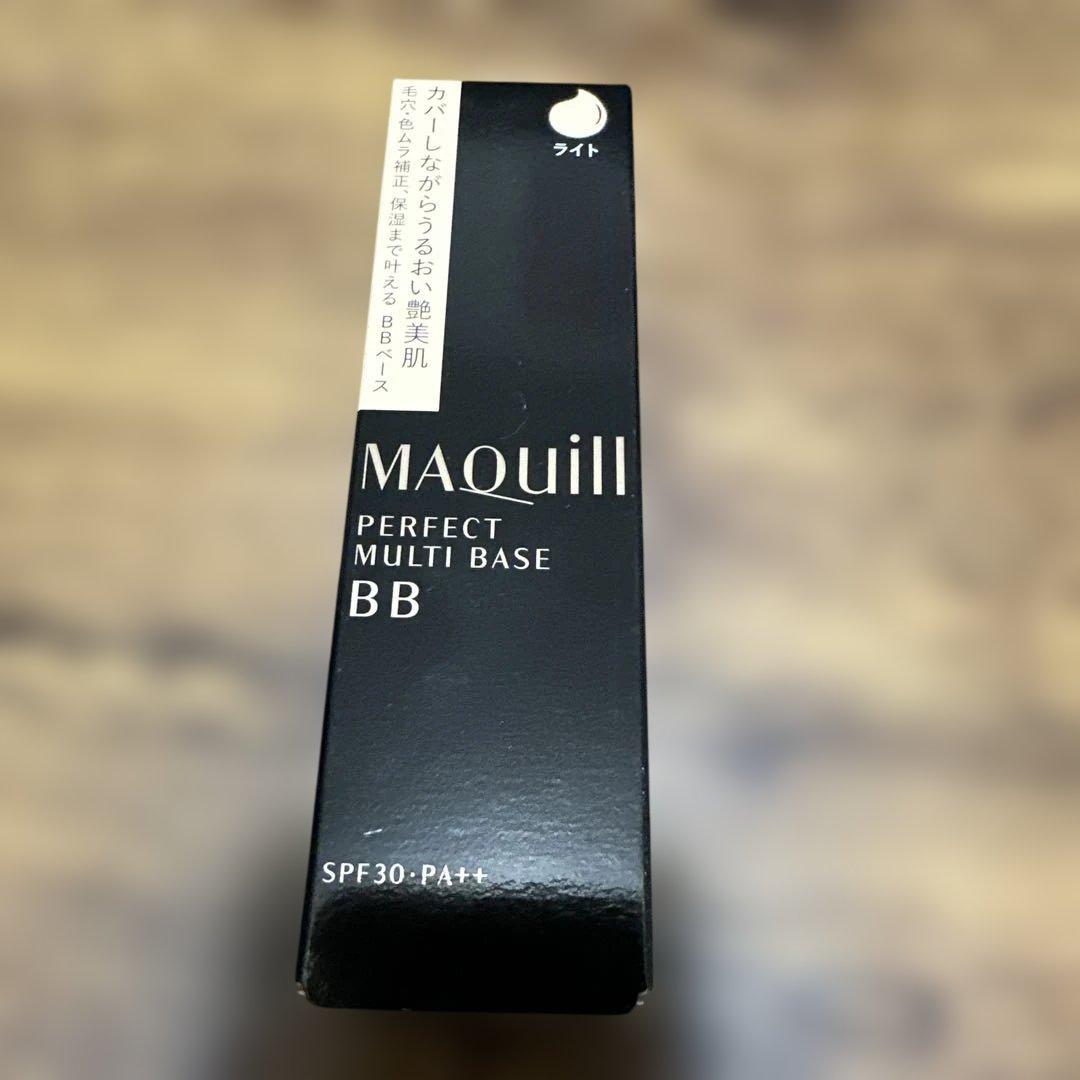 カバーしながらうるおい艶美肌
毛穴・色ムラ補正、保湿まで叶える BBベース
ライト
MAQuill
PERFECT
MULTI BASE
BB
SPF30・PA++